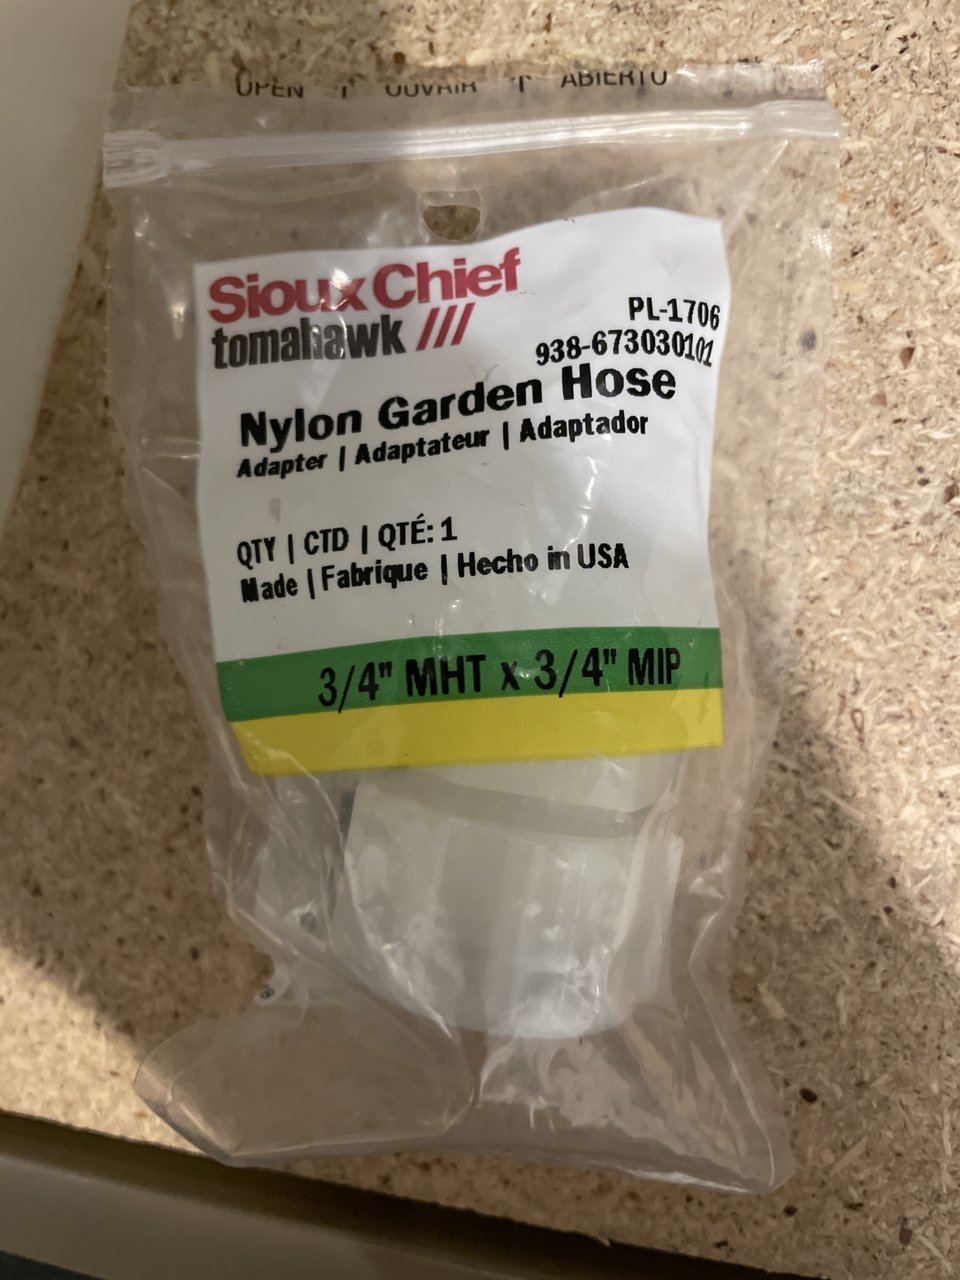 OPEN ↑ OUVRIR ↑ ABIERTO
Sioux Chief
tomahawk
PL-1706
938-673030101
Nylon Garden Hose
Adapter | Adaptateur | Adaptador
QTY | CTD | QTÉ: 1
Made | Fabrique | Hecho in USA
3/4" MHT x 3/4" MIP